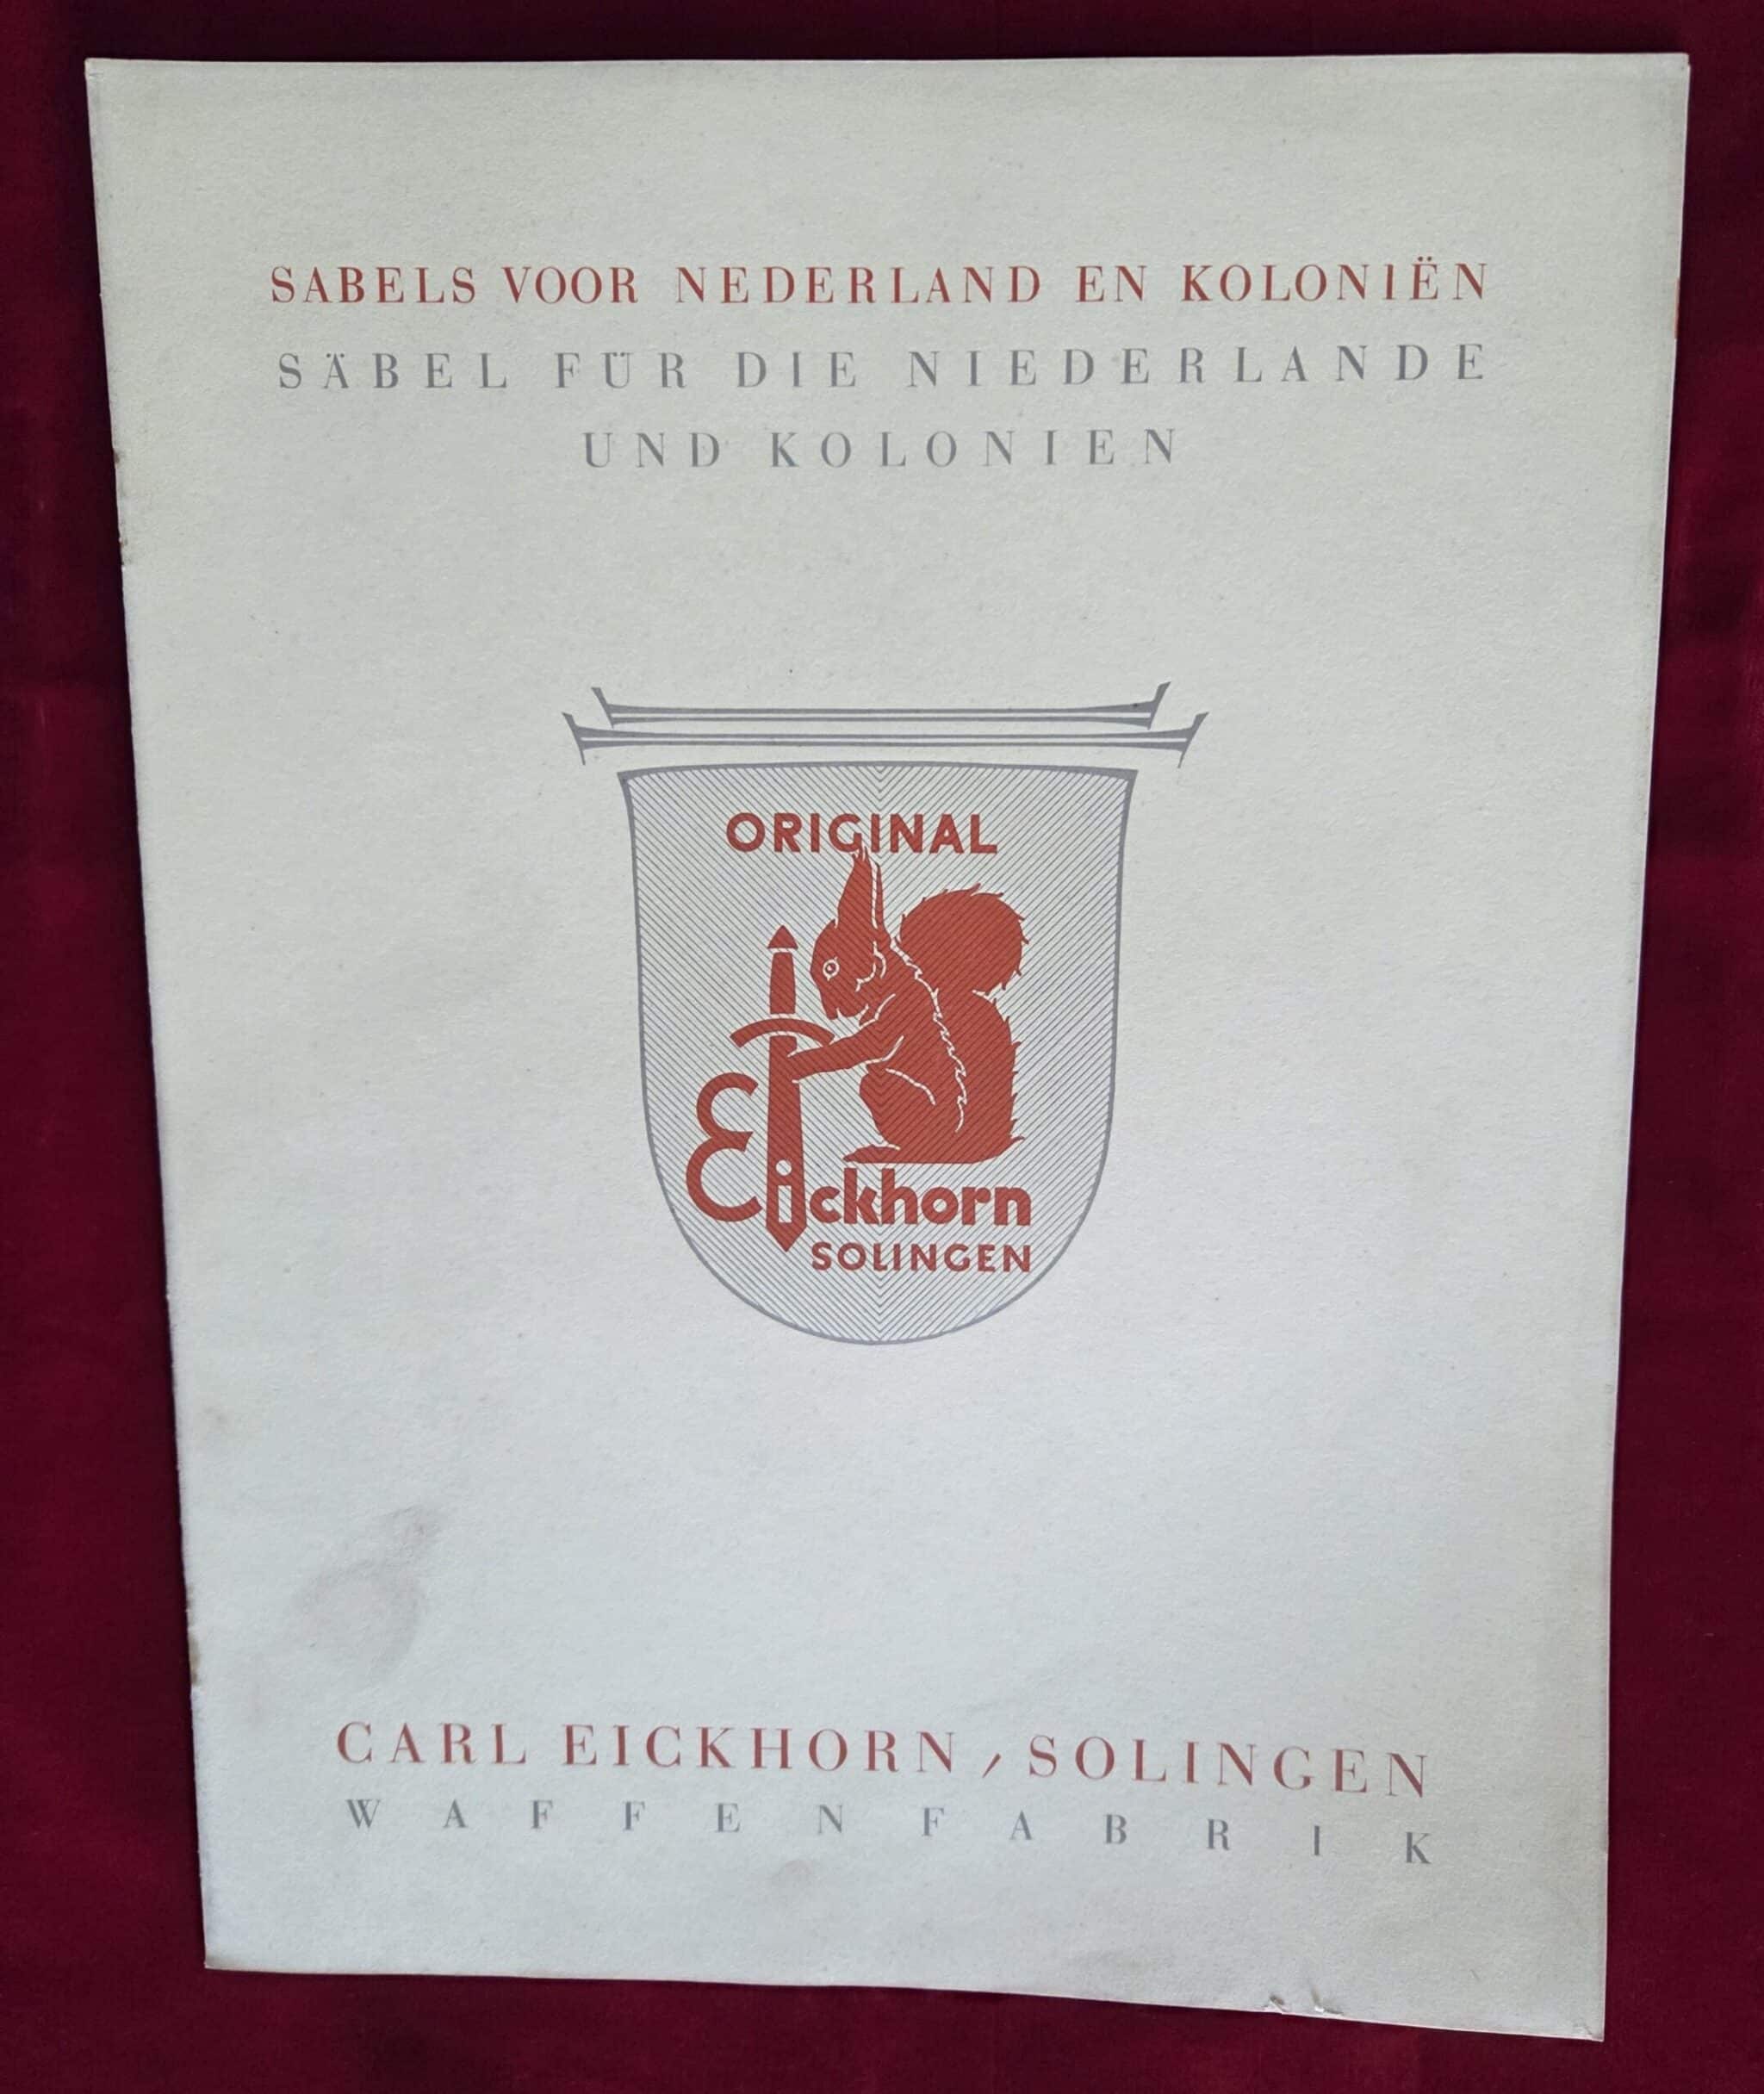 SABELS VOOR NEDERLAND EN KOLONIËN
SÄBEL FÜR DIE NIEDERLANDE
UND KOLONIEN
ORIGINAL
Eickhorn
SOLINGEN
CARL EICKHORN / SOLINGEN
WAFFENFABRIK